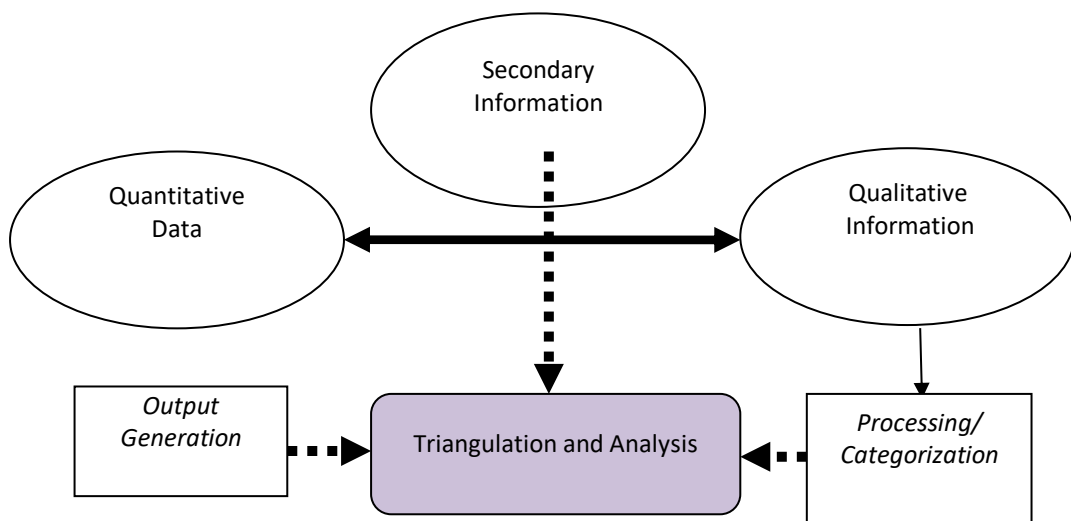 Secondary
Information
Quantitative
Data
Qualitative
Information
Output
Generation
Triangulation and Analysis
Processing/
Categorization